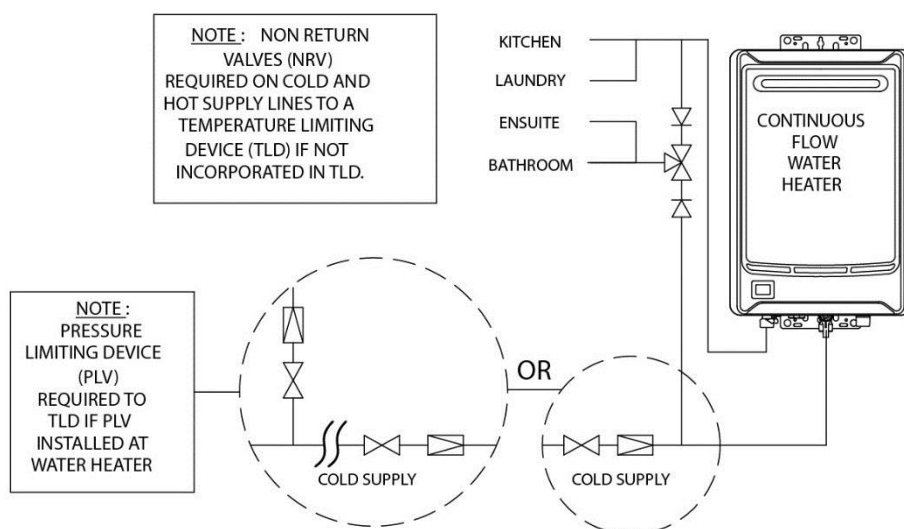 NOTE : NON RETURN
VALVES (NRV)
REQUIRED ON COLD AND
HOT SUPPLY LINES TO A
TEMPERATURE LIMITING
DEVICE (TLD) IF NOT
INCORPORATED IN TLD.
KITCHEN
LAUNDRY
ENSUITE
BATHROOM
CONTINUOUS
FLOW
WATER
HEATER
NOTE :
PRESSURE
LIMITING DEVICE
(PLV)
REQUIRED TO
TLD IF PLV
INSTALLED AT
WATER HEATER
OR
COLD SUPPLY
COLD SUPPLY